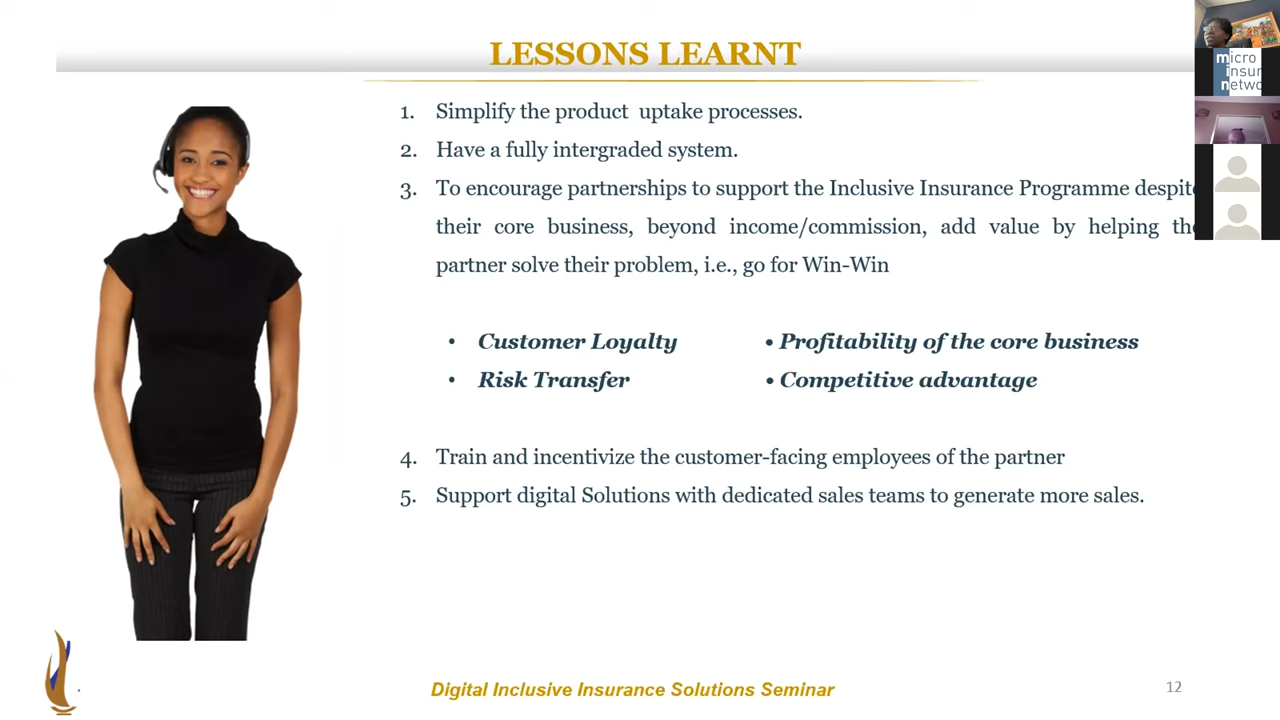 LESSONS LEARNT
micro
insur
netwo
1. Simplify the product uptake processes.
2. Have a fully intergraded system.
3. To encourage partnerships to support the Inclusive Insurance Programme despite
their core business, beyond income/commission, add value by helping the
partner solve their problem, i.e., go for Win-Win
• Customer Loyalty • Profitability of the core business
• Risk Transfer • Competitive advantage
4. Train and incentivize the customer-facing employees of the partner
5. Support digital Solutions with dedicated sales teams to generate more sales.
Digital Inclusive Insurance Solutions Seminar
12